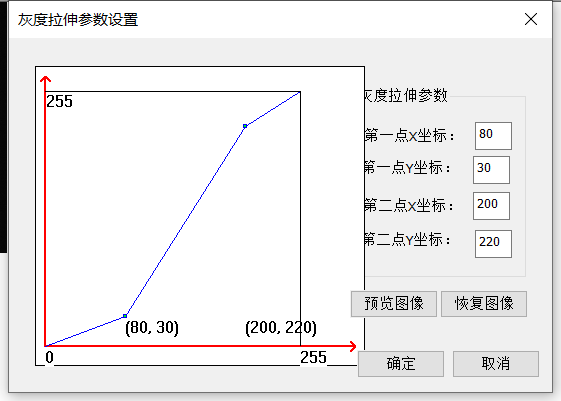 灰度拉伸参数设置
255
灰度拉伸参数
第一点X坐标： 80
第一点Y坐标： 30
第二点X坐标： 200
第二点Y坐标： 220
(80, 30)
(200, 220)
0
255
预览图像
恢复图像
确定
取消